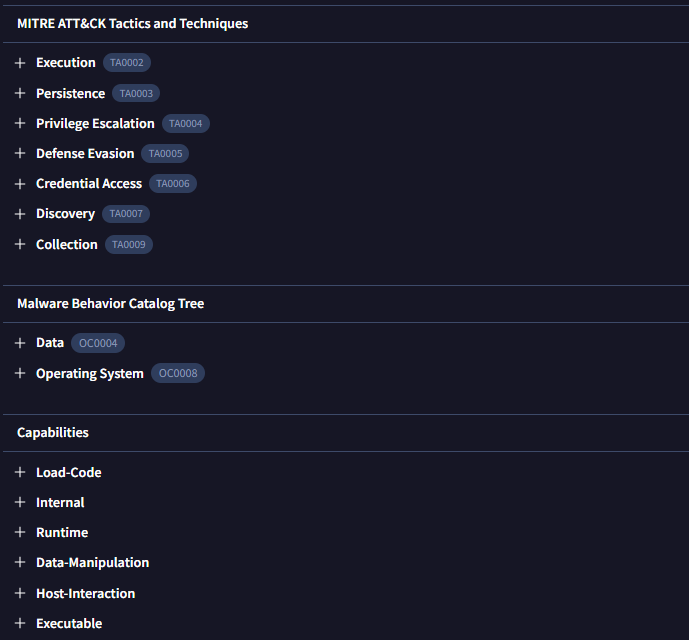 MITRE ATT&CK Tactics and Techniques
Execution TA0002
Persistence TA0003
Privilege Escalation TA0004
Defense Evasion TA0005
Credential Access TA0006
Discovery TA0007
Collection TA0009
Malware Behavior Catalog Tree
Data OC0004
Operating System OC0008
Capabilities
Load-Code
Internal
Runtime
Data-Manipulation
Host-Interaction
Executable